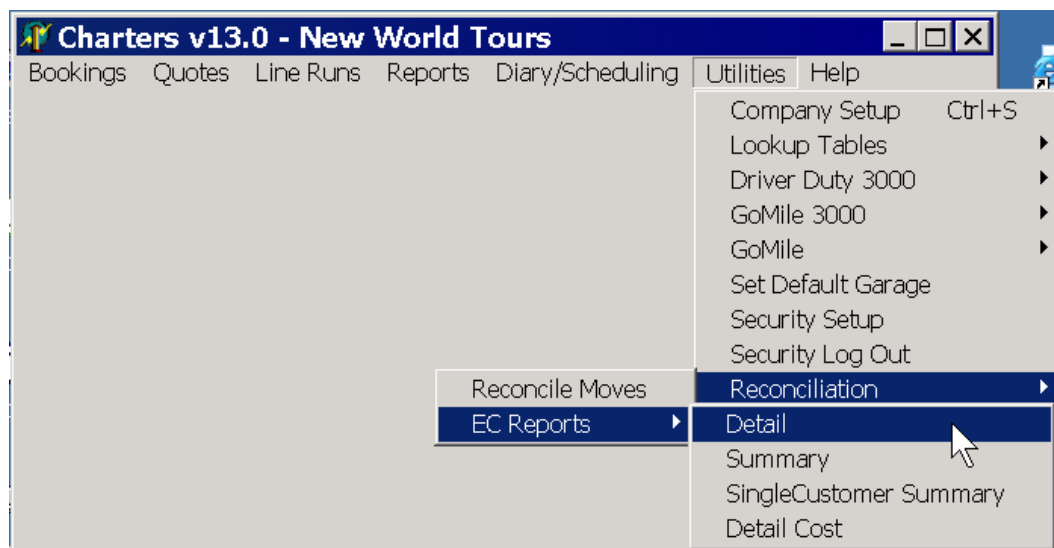 Charters v13.0 - New World Tours
Bookings Quotes Line Runs Reports Diary/Scheduling Utilities Help
Company Setup Ctrl+S
Lookup Tables
Driver Duty 3000
GoMile 3000
GoMile
Set Default Garage
Security Setup
Security Log Out
Reconciliation
Reconcile Moves
EC Reports
Detail
Summary
SingleCustomer Summary
Detail Cost